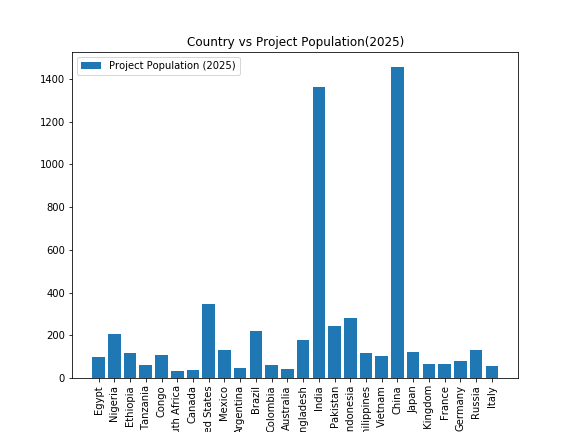 Country vs Project Population(2025)
Project Population (2025)
1400
1200
1000
800
600
400
200
0
Egypt
Nigeria
Ethiopia
Tanzania
Congo
uth Africa
Canada
ed States
Mexico
Argentina
Brazil
Colombia
Australia
ngladesh
India
Pakistan
ndonesia
hilippines
Vietnam
China
Japan
Kingdom
France
Germany
Russia
Italy